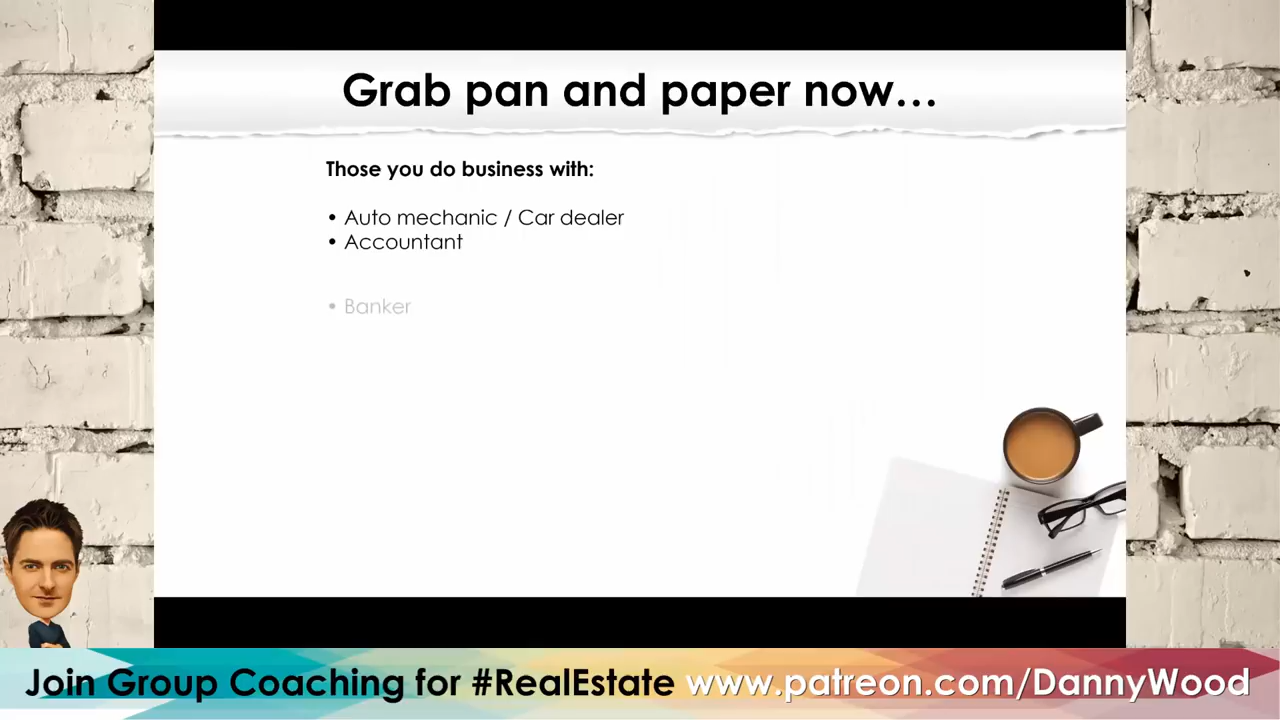 Grab pan and paper now...
Those you do business with:
• Auto mechanic / Car dealer
• Accountant
• Banker
Join Group Coaching for #RealEstate www.patreon.com/DannyWood